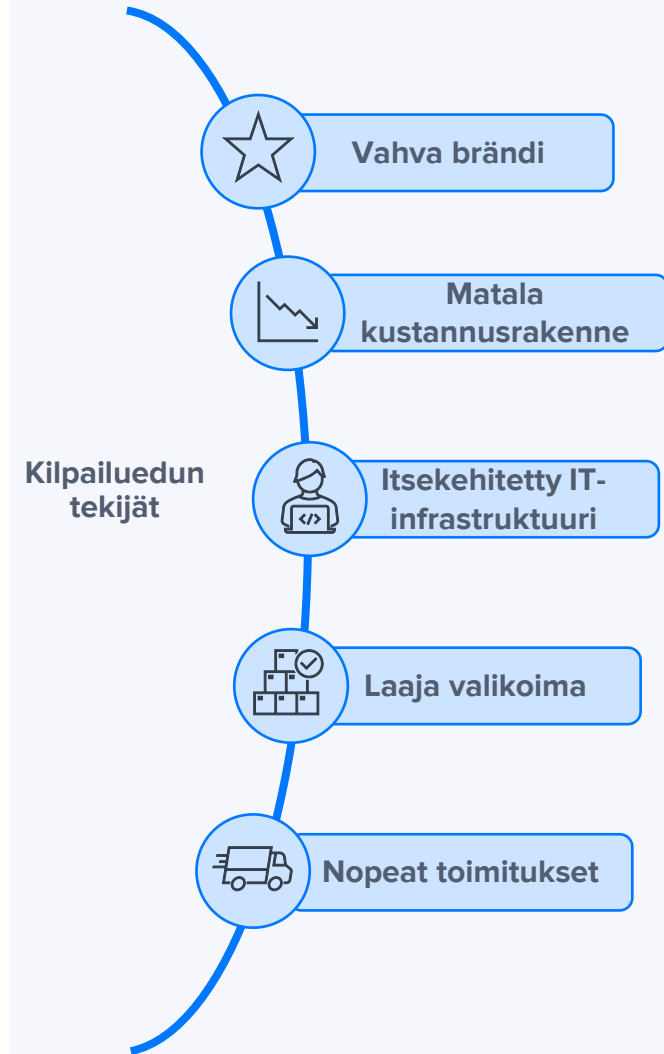 Vahva brändi
Matala
kustannusrakenne
Kilpailuedun
tekijät
Itsekehitetty IT-
infrastruktuuri
Laaja valikoima
Nopeat toimitukset